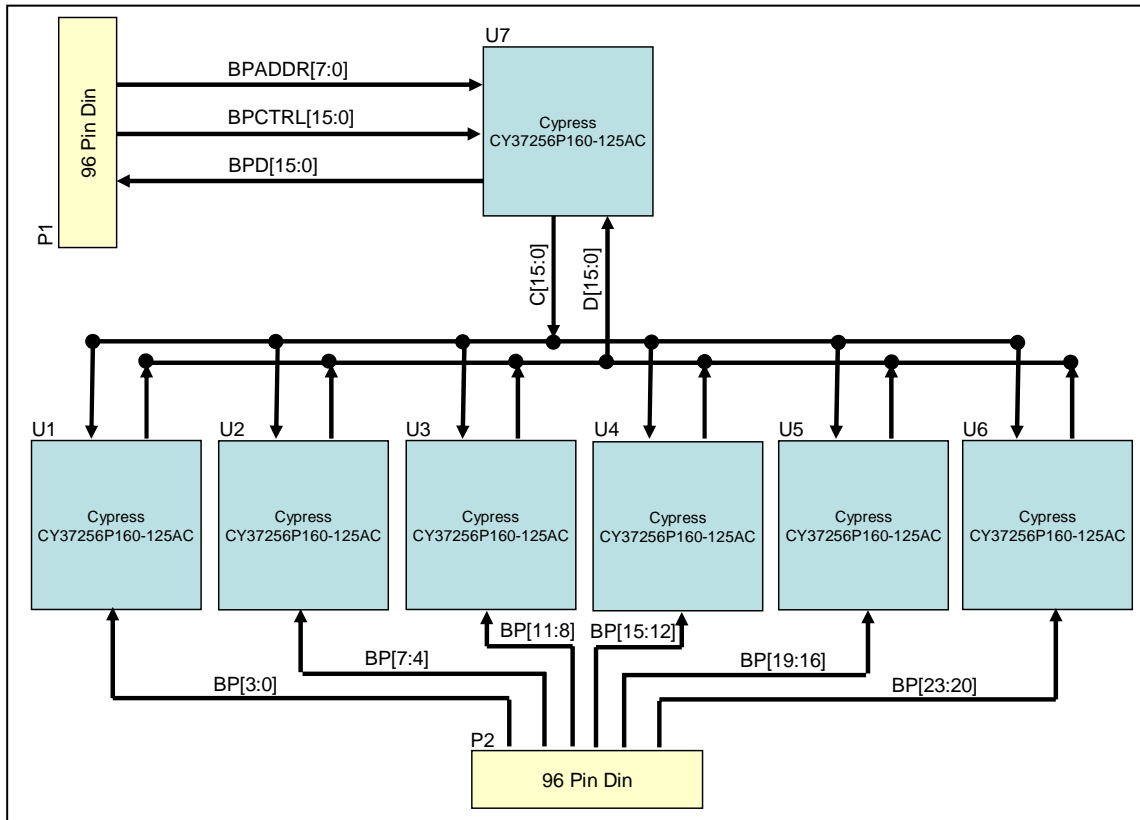 U7
BPADDR[7:0]
BPCTRL[15:0]
BPD[15:0]
96 Pin Din
P1
Cypress
CY37256P160-125AC
C[15:0]
D[15:0]
U1
U2
U3
U4
U5
U6
Cypress
CY37256P160-125AC
Cypress
CY37256P160-125AC
Cypress
CY37256P160-125AC
Cypress
CY37256P160-125AC
Cypress
CY37256P160-125AC
Cypress
CY37256P160-125AC
BP[11:8]
BP[15:12]
BP[7:4]
BP[19:16]
BP[3:0]
BP[23:20]
P2
96 Pin Din